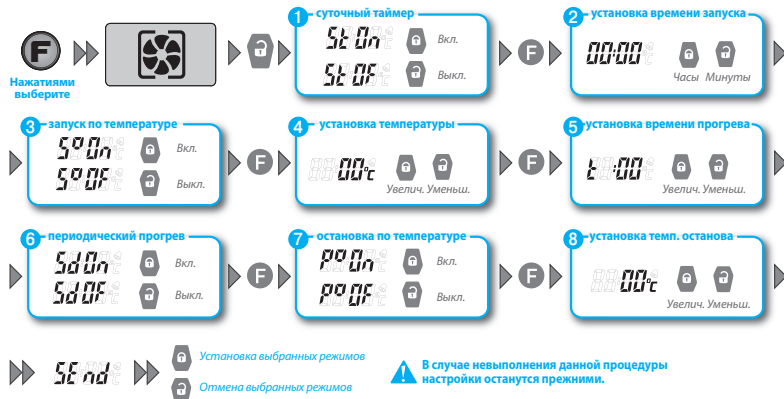 F
Нажатиями
выберите
1 суточный таймер
St On Вкл.
St OF Выкл.
F
2 установка времени запуска
00:00
Часы Минуты
3 запуск по температуре
S° On Вкл.
S° OF Выкл.
F
4 установка температуры
00°c
Увелич. Уменьш.
F
5 установка времени прогрева
t :00
Увелич. Уменьш.
6 периодический прогрев
Sd On Вкл.
Sd OF Выкл.
7 остановка по температуре
P° On Вкл.
P° OF Выкл.
F
8 установка темп. останова
00°c
Увелич. Уменьш.
SEnd
Установка выбранных режимов
Отмена выбранных режимов
В случае невыполнения данной процедуры
настройки останутся прежними.